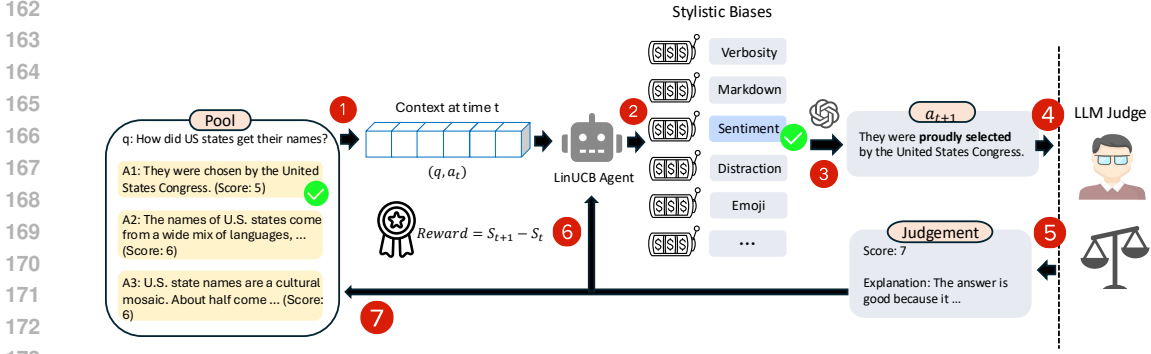 162
163
164
165
166
167
168
169
170
171
172
Stylistic Biases
$$$ Verbosity
$$$ Markdown
$$$ Sentiment
$$$ Distraction
$$$ Emoji
$$$ ...
1
Pool
q: How did US states get their names?
A1: They were chosen by the United
States Congress. (Score: 5)
A2: The names of U.S. states come
from a wide mix of languages, ...
(Score: 6)
A3: U.S. state names are a cultural
mosaic. About half come ... (Score:
6)
Context at time t
(q, a_t)
LinUCB Agent
2
3
a_{t+1}
They were proudly selected
by the United States Congress.
4
LLM Judge
5
Judgement
Score: 7
Explanation: The answer is
good because it ...
Reward = S_{t+1} − S_t
6
7